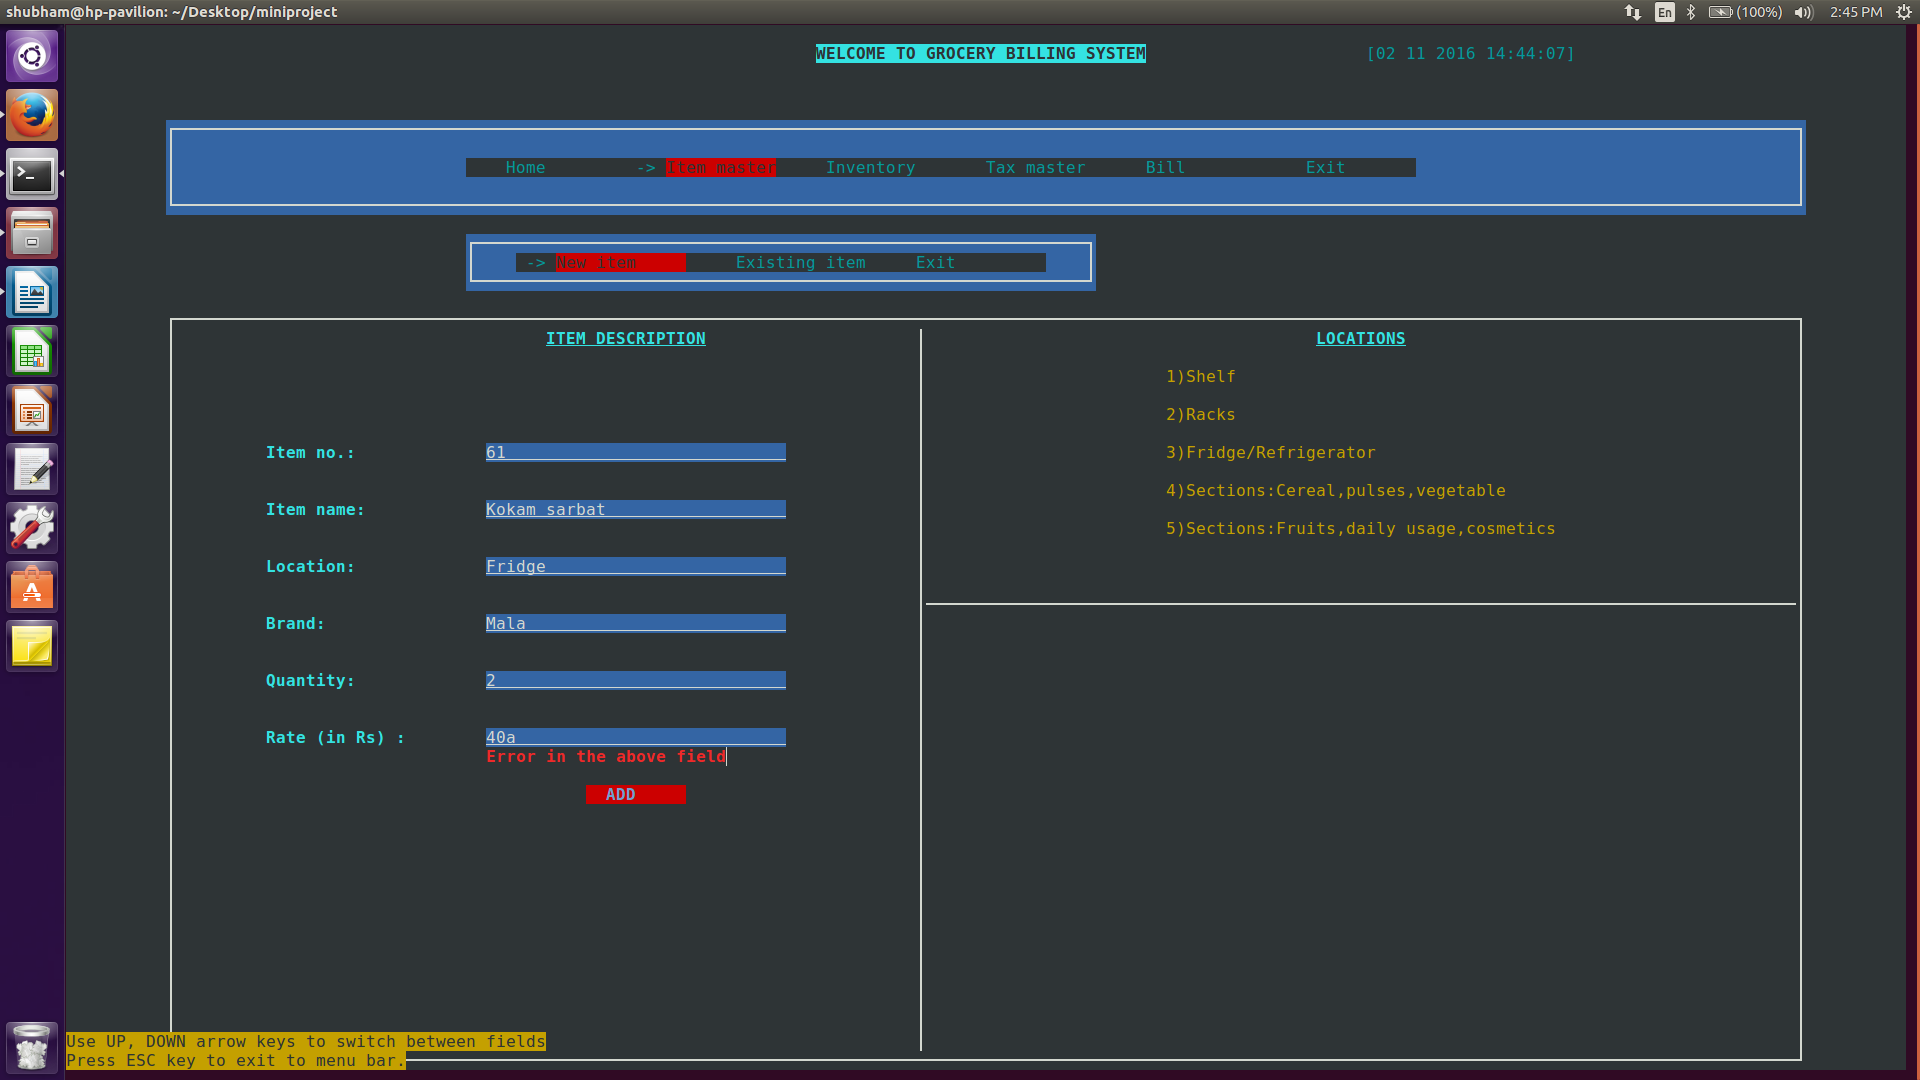 shubham@hp-pavilion: ~/Desktop/miniproject
En (100%) 2:45 PM
WELCOME TO GROCERY BILLING SYSTEM [02 11 2016 14:44:07]
Home -> Item master Inventory Tax master Bill Exit
-> New item Existing item Exit
ITEM DESCRIPTION
Item no.: 61
Item name: Kokam sarbat
Location: Fridge
Brand: Mala
Quantity: 2
Rate (in Rs) : 40a
Error in the above field
ADD
LOCATIONS
1)Shelf
2)Racks
3)Fridge/Refrigerator
4)Sections:Cereal,pulses,vegetable
5)Sections:Fruits,daily usage,cosmetics
Use UP, DOWN arrow keys to switch between fields
Press ESC key to exit to menu bar.